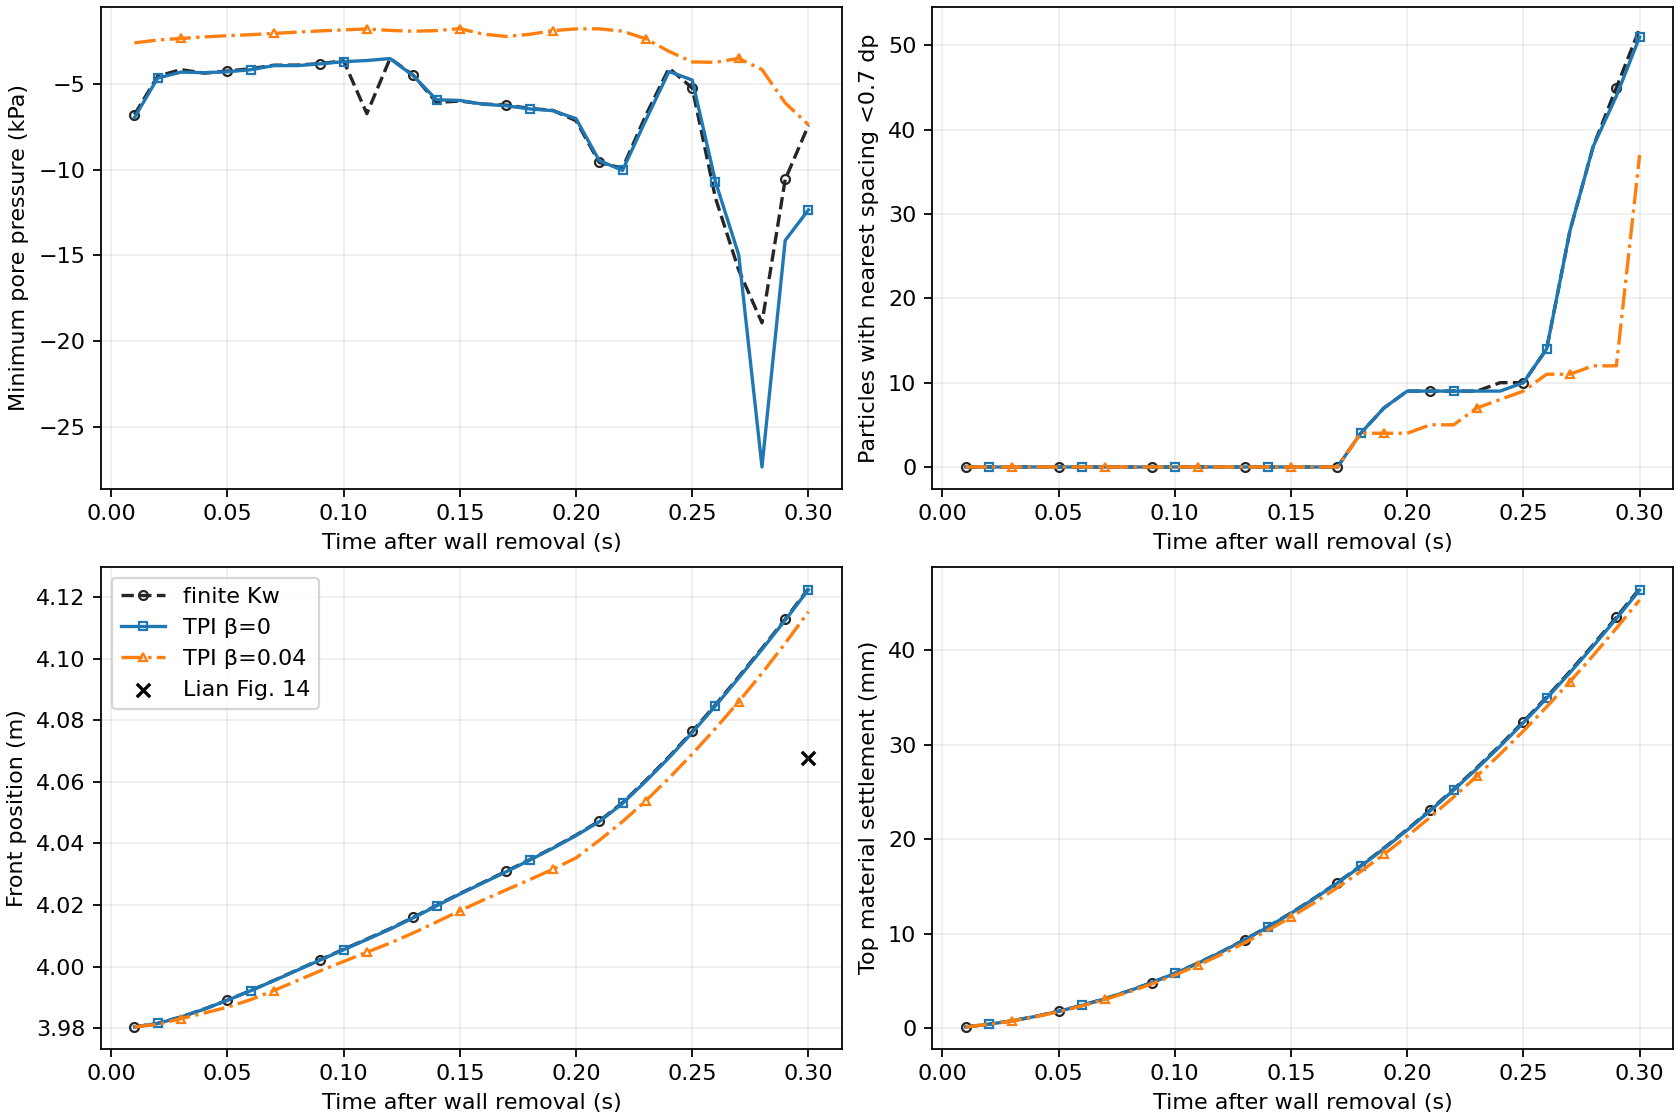 Minimum pore pressure (kPa)
−5
−10
−15
−20
−25
0.00 0.05 0.10 0.15 0.20 0.25 0.30
Time after wall removal (s)
Particles with nearest spacing <0.7 dp
50
40
30
20
10
0
0.00 0.05 0.10 0.15 0.20 0.25 0.30
Time after wall removal (s)
Front position (m)
4.12
4.10
4.08
4.06
4.04
4.02
4.00
3.98
finite Kw
TPI β=0
TPI β=0.04
Lian Fig. 14
0.00 0.05 0.10 0.15 0.20 0.25 0.30
Time after wall removal (s)
Top material settlement (mm)
40
30
20
10
0
0.00 0.05 0.10 0.15 0.20 0.25 0.30
Time after wall removal (s)